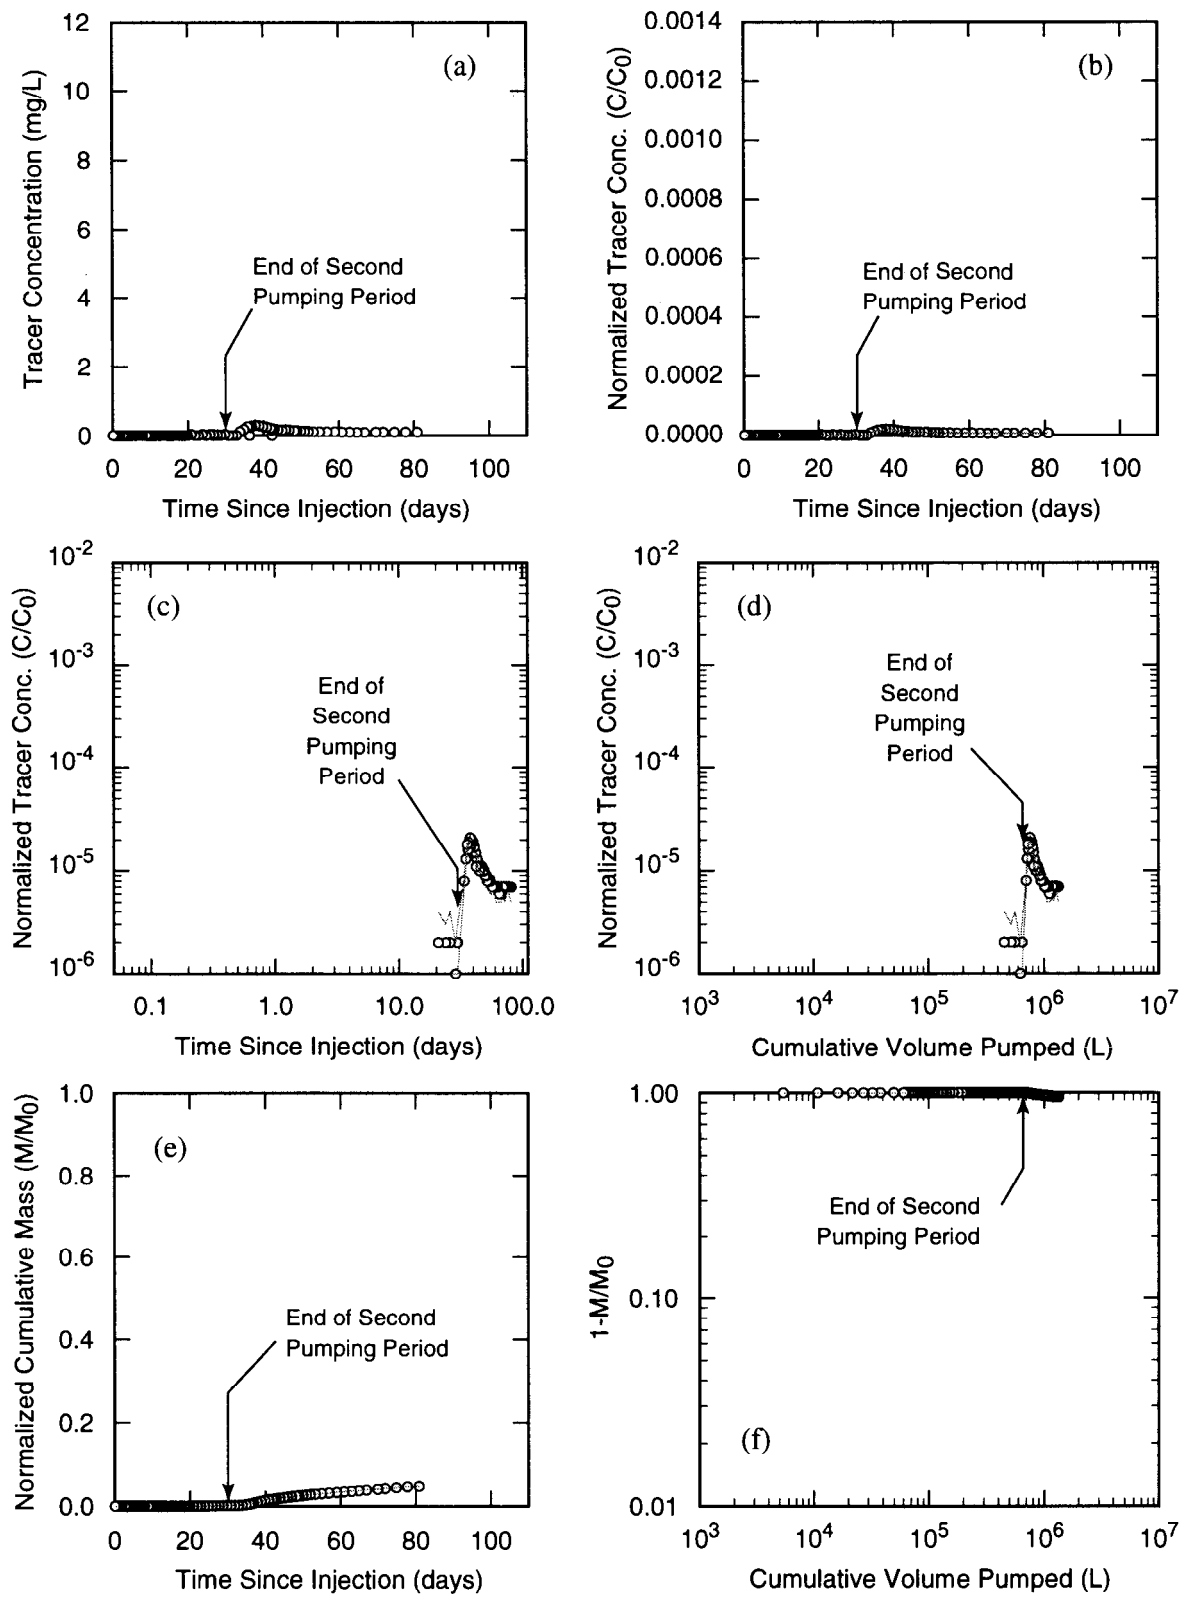 12
10
8
6
4
2
0
Tracer Concentration (mg/L)
(a)
End of Second
Pumping Period
0 20 40 60 80 100
Time Since Injection (days)
0.0014
0.0012
0.0010
0.0008
0.0006
0.0004
0.0002
0.0000
Normalized Tracer Conc. (C/C0)
(b)
End of Second
Pumping Period
0 20 40 60 80 100
Time Since Injection (days)
10-2
10-3
10-4
10-5
10-6
Normalized Tracer Conc. (C/C0)
(c)
End of
Second
Pumping
Period
0.1 1.0 10.0 100.0
Time Since Injection (days)
10-2
10-3
10-4
10-5
10-6
Normalized Tracer Conc. (C/C0)
(d)
End of
Second
Pumping
Period
103 104 105 106 107
Cumulative Volume Pumped (L)
1.0
0.8
0.6
0.4
0.2
0.0
Normalized Cumulative Mass (M/M0)
(e)
End of Second
Pumping Period
0 20 40 60 80 100
Time Since Injection (days)
1.00
0.10
0.01
1-M/M0
End of Second
Pumping Period
(f)
103 104 105 106 107
Cumulative Volume Pumped (L)